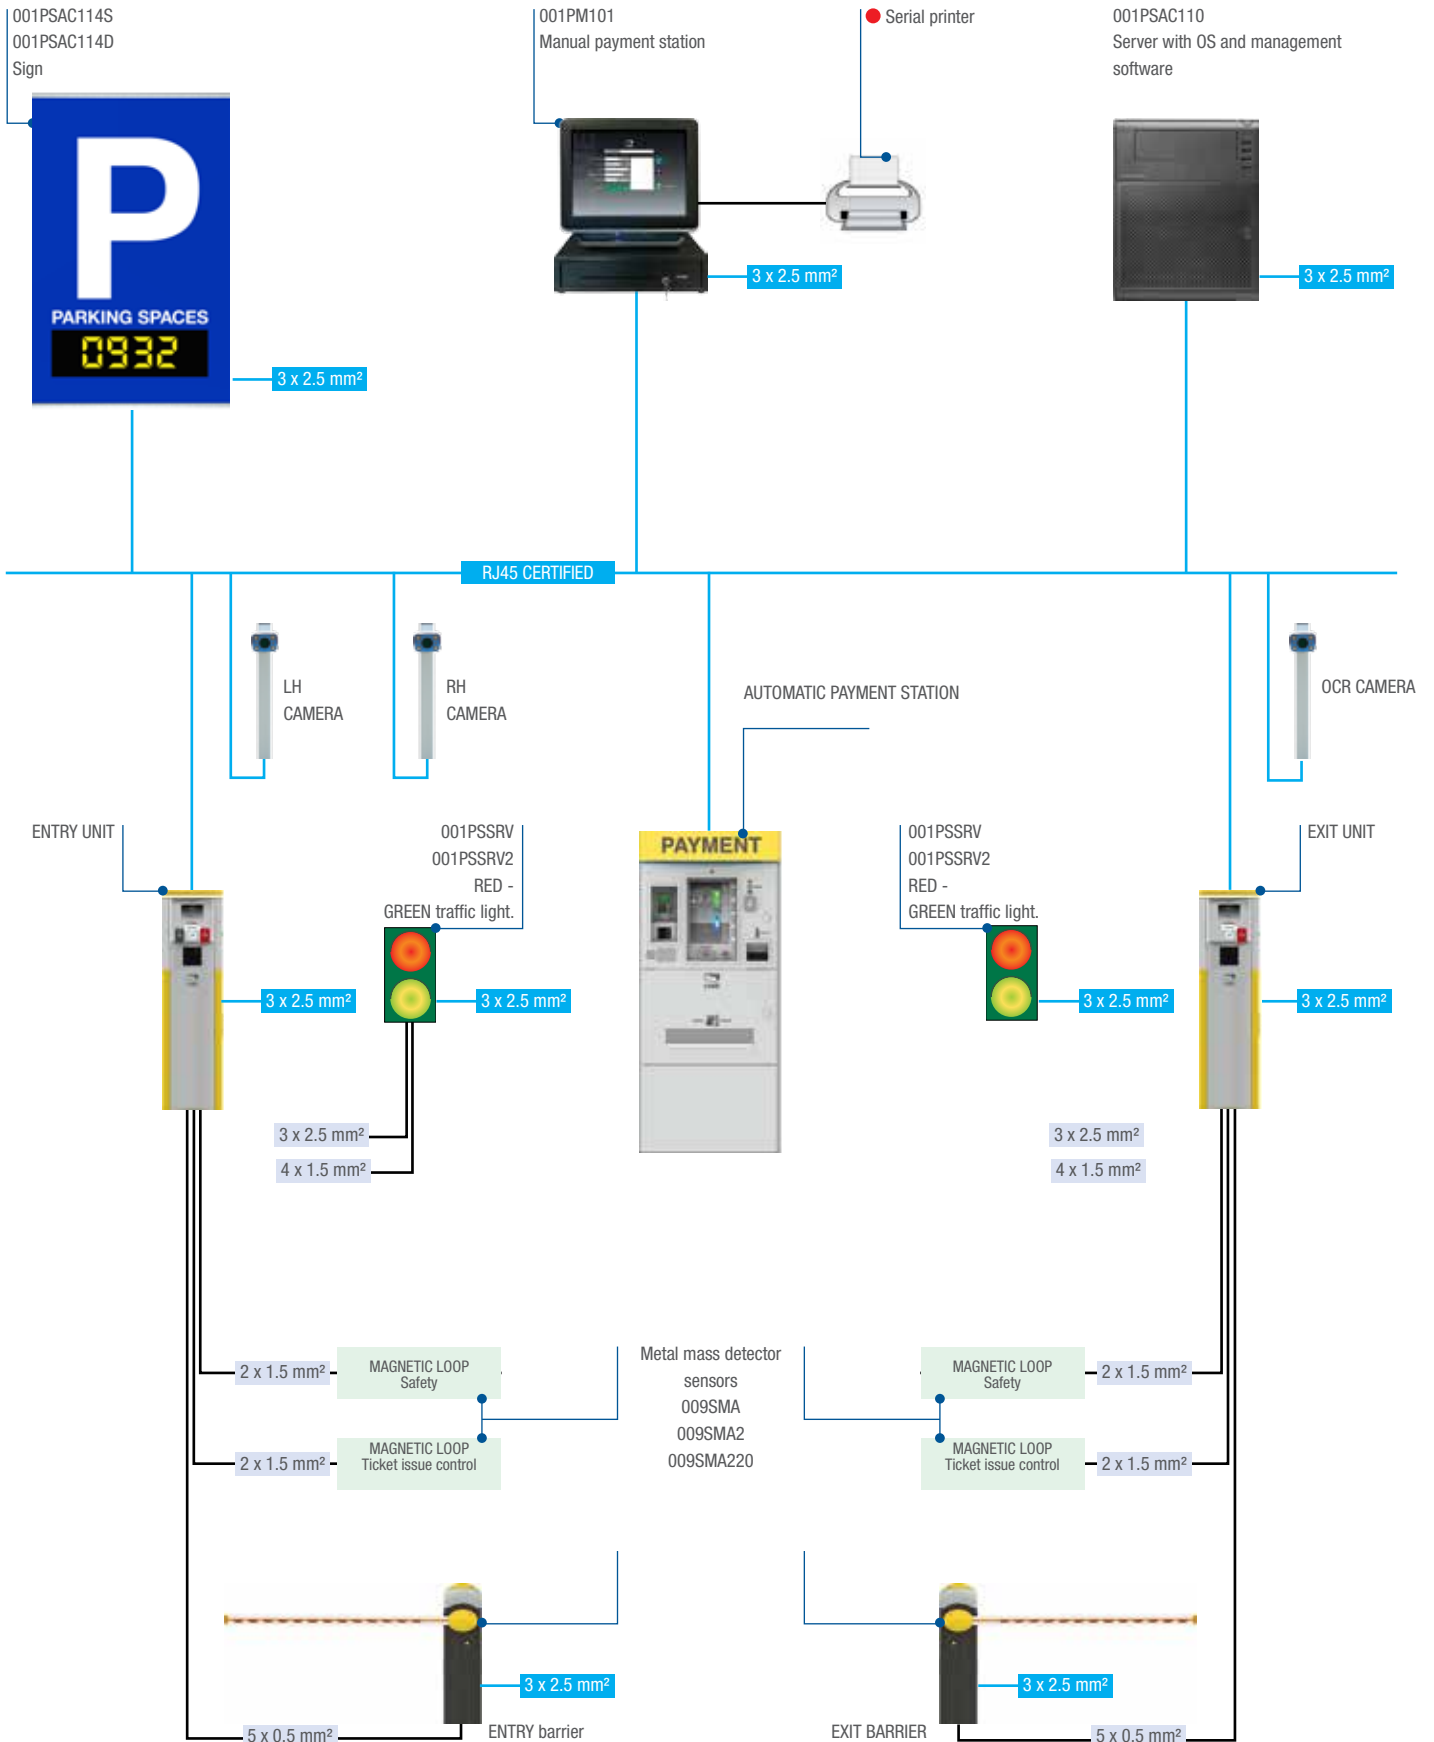 001PSAC114S
001PSAC114D
Sign
001PM101
Manual payment station
Serial printer
001PSAC110
Server with OS and management
software
P
PARKING SPACES
0932
3 x 2.5 mm²
3 x 2.5 mm²
3 x 2.5 mm²
RJ45 CERTIFIED
LH
CAMERA
RH
CAMERA
AUTOMATIC PAYMENT STATION
OCR CAMERA
ENTRY UNIT
001PSSRV
001PSSRV2
RED -
GREEN traffic light.
PAYMENT
001PSSRV
001PSSRV2
RED -
GREEN traffic light.
EXIT UNIT
3 x 2.5 mm²
3 x 2.5 mm²
3 x 2.5 mm²
3 x 2.5 mm²
3 x 2.5 mm²
4 x 1.5 mm²
3 x 2.5 mm²
4 x 1.5 mm²
2 x 1.5 mm²
MAGNETIC LOOP
Safety
2 x 1.5 mm²
MAGNETIC LOOP
Ticket issue control
Metal mass detector
sensors
009SMA
009SMA2
009SMA220
MAGNETIC LOOP
Safety
2 x 1.5 mm²
MAGNETIC LOOP
Ticket issue control
2 x 1.5 mm²
3 x 2.5 mm²
3 x 2.5 mm²
5 x 0.5 mm²
ENTRY barrier
EXIT BARRIER
5 x 0.5 mm²